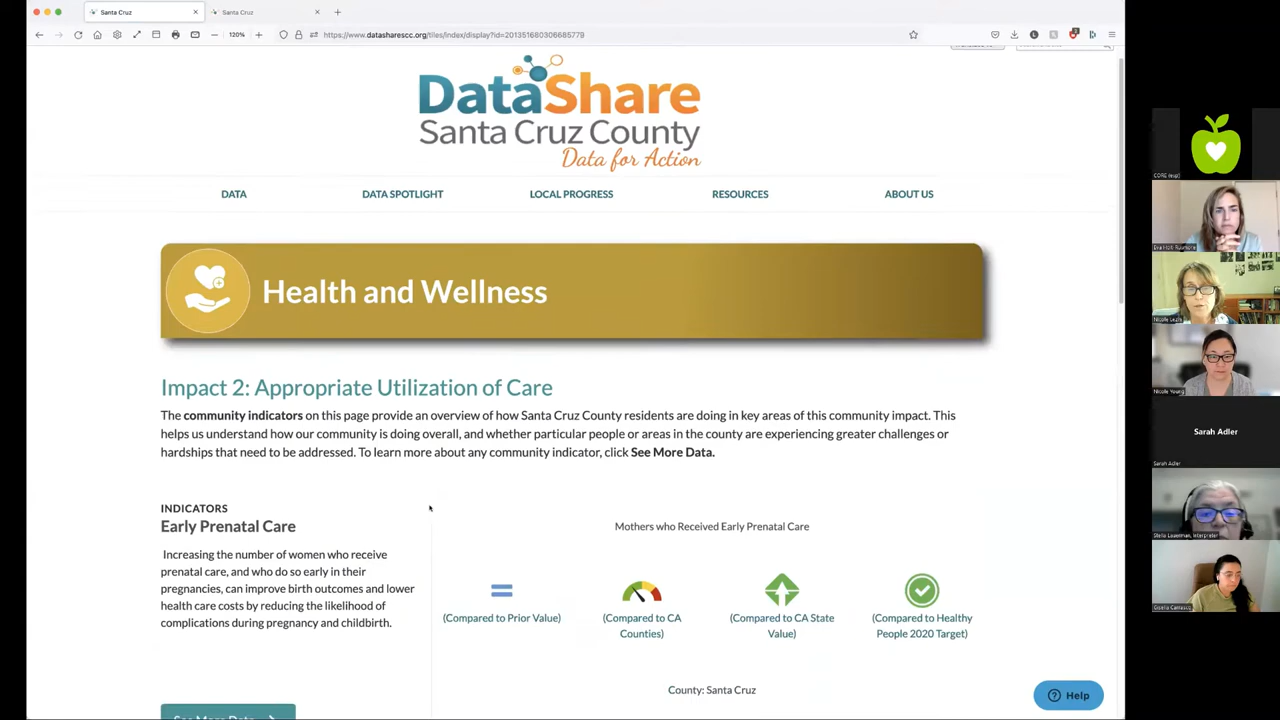 Santa Cruz
Santa Cruz
120%
https://www.datasharescc.org/tiles/index/display?id=201351680306685779
DataShare
Santa Cruz County
Data for Action
DATA
DATA SPOTLIGHT
LOCAL PROGRESS
RESOURCES
ABOUT US
Health and Wellness
Impact 2: Appropriate Utilization of Care
The community indicators on this page provide an overview of how Santa Cruz County residents are doing in key areas of this community impact. This
helps us understand how our community is doing overall, and whether particular people or areas in the county are experiencing greater challenges or
hardships that need to be addressed. To learn more about any community indicator, click See More Data.
INDICATORS
Early Prenatal Care
Increasing the number of women who receive
prenatal care, and who do so early in their
pregnancies, can improve birth outcomes and lower
health care costs by reducing the likelihood of
complications during pregnancy and childbirth.
See More Data
Mothers who Received Early Prenatal Care
(Compared to Prior Value)
(Compared to CA
Counties)
(Compared to CA State
Value)
(Compared to Healthy
People 2020 Target)
County: Santa Cruz
Help
Nicole Young
Sarah Adler
Sarah Adler